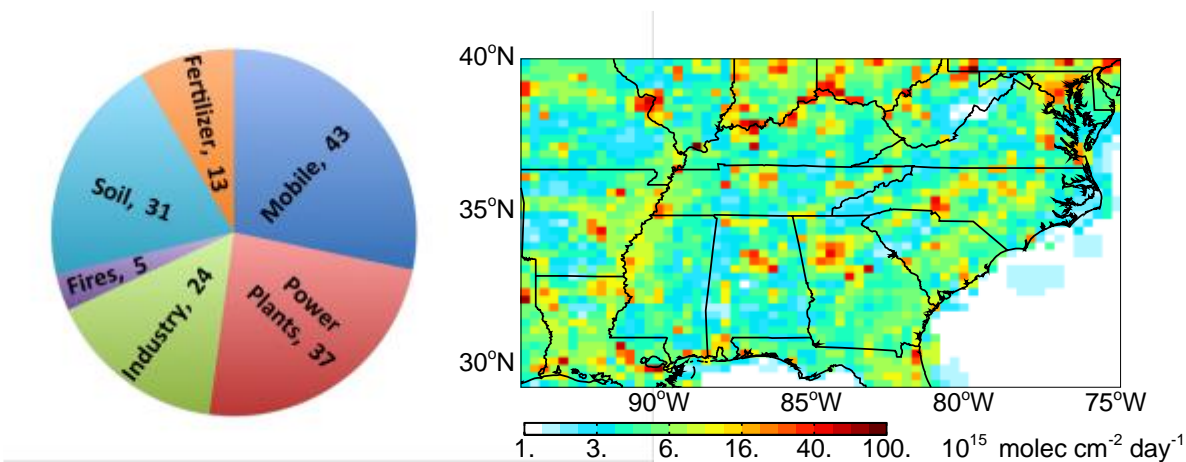 Fertilizer, 13
Mobile, 43
Soil, 31
Fires, 5
Industry, 24
Power
Plants, 37
40°N
35°N
30°N
90°W 85°W 80°W 75°W
1. 3. 6. 16. 40. 100. 10¹⁵ molec cm⁻² day⁻¹